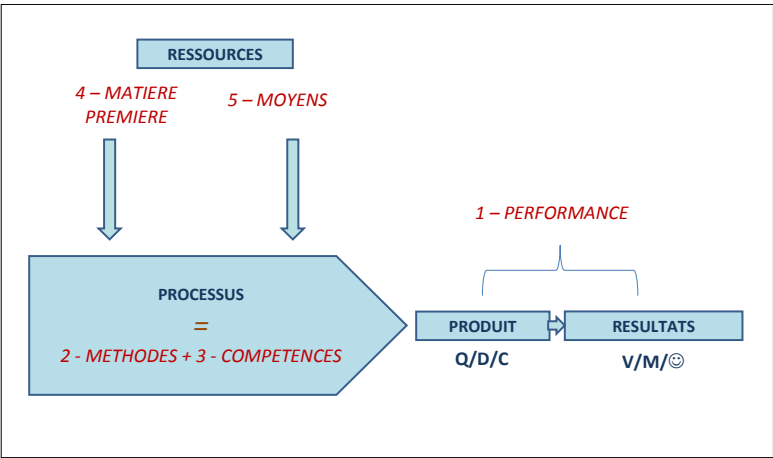 RESSOURCES
4 – MATIERE
PREMIERE
5 – MOYENS
1 – PERFORMANCE
PROCESSUS
=
2 - METHODES + 3 - COMPETENCES
PRODUIT
RESULTATS
Q/D/C
V/M/☺